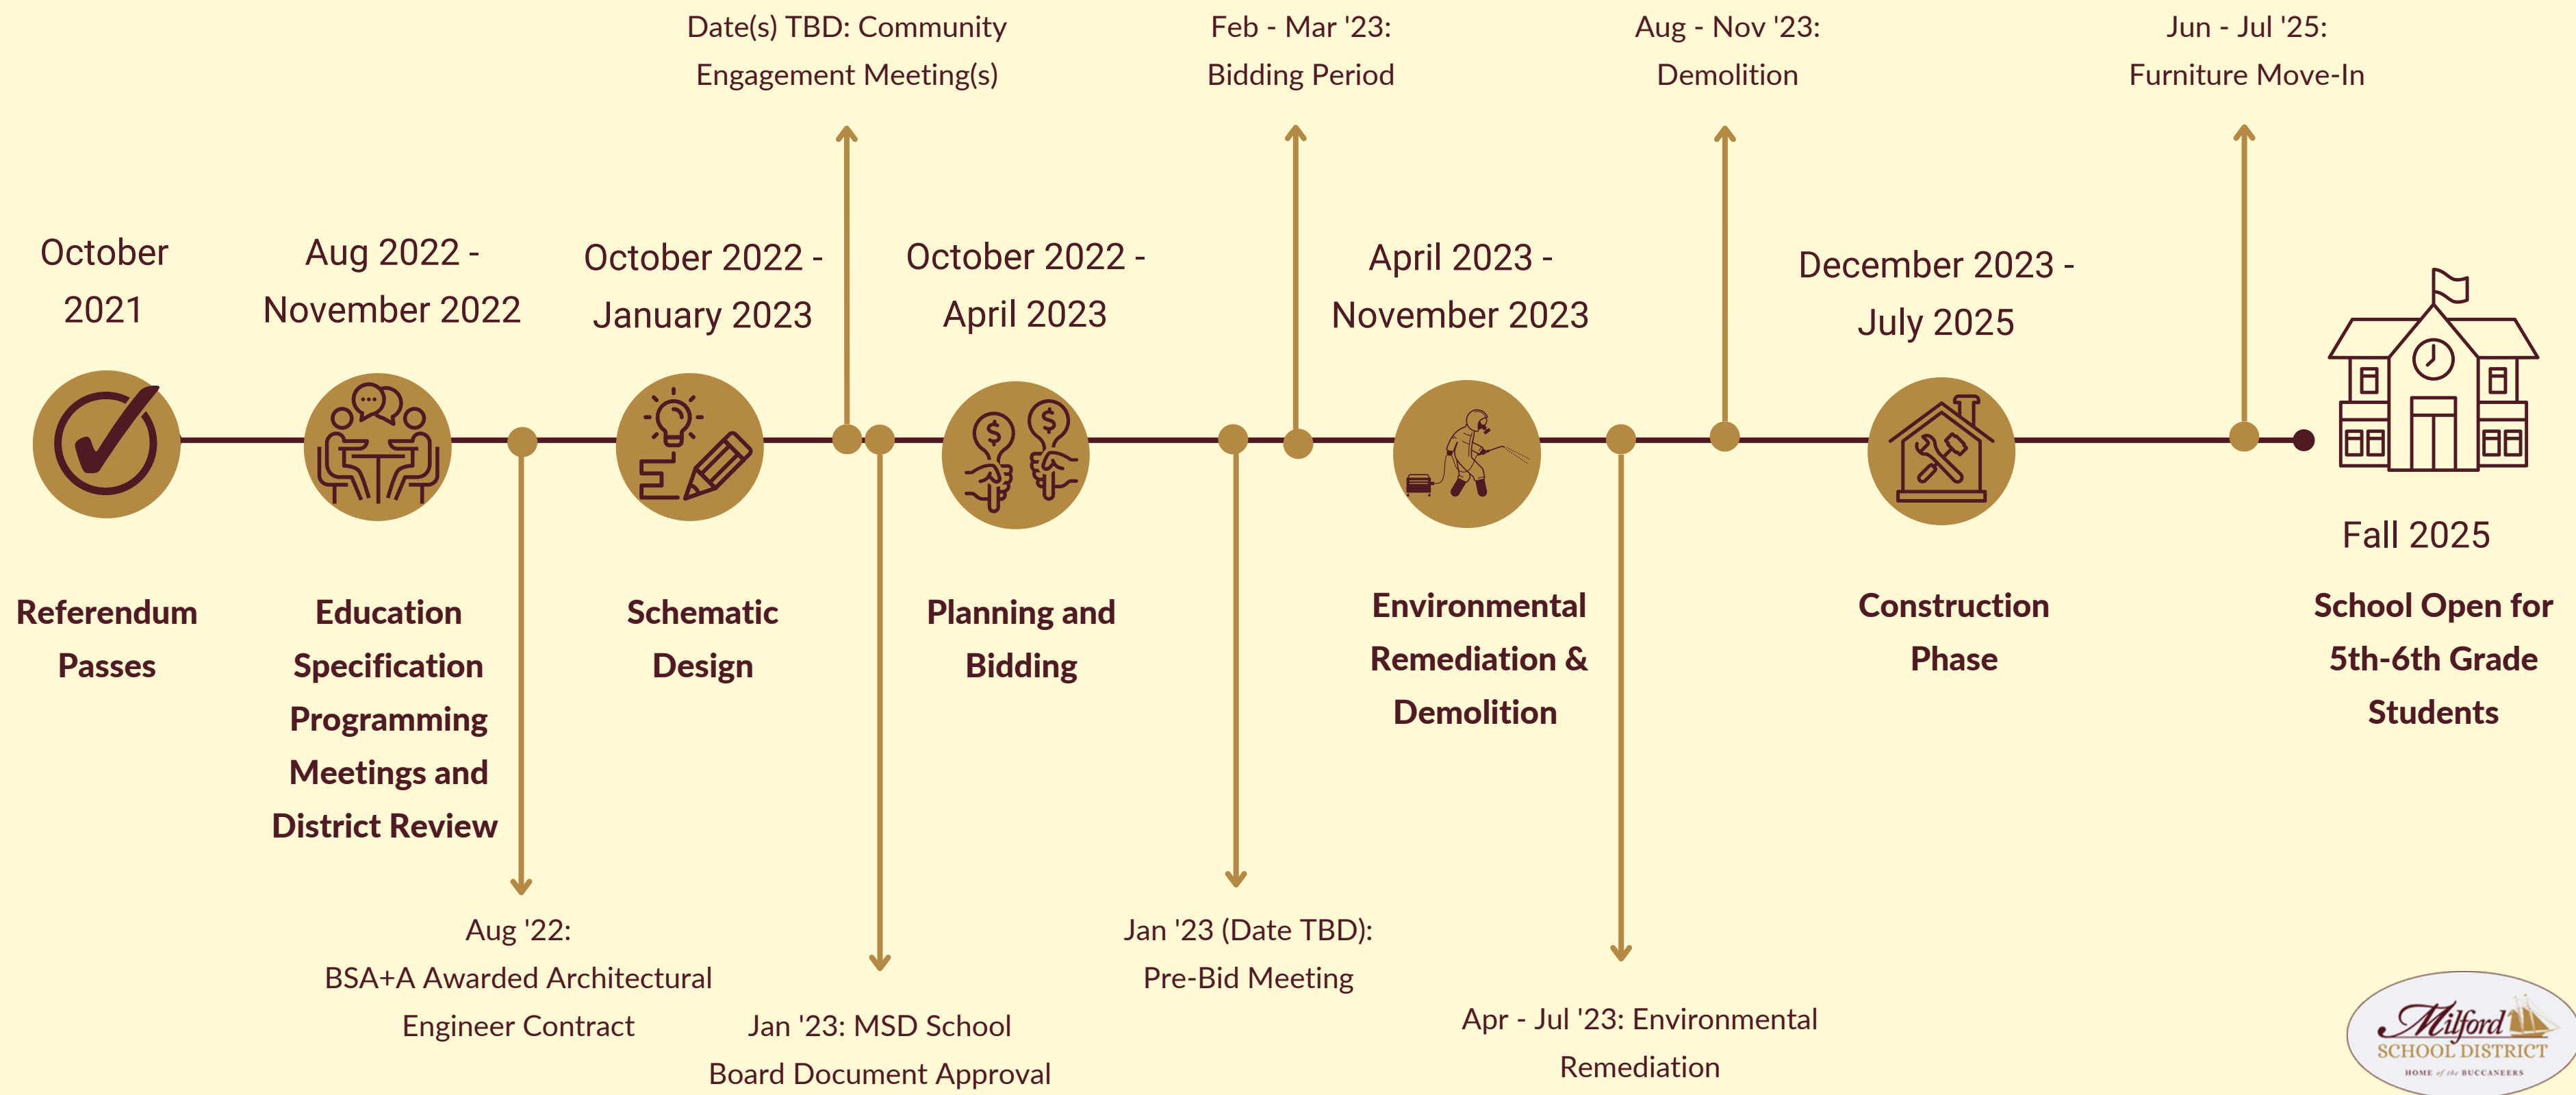 Date(s) TBD: Community
Engagement Meeting(s)
Feb - Mar '23:
Bidding Period
Aug - Nov '23:
Demolition
Jun - Jul '25:
Furniture Move-In
October
2021
Aug 2022 -
November 2022
October 2022 -
January 2023
October 2022 -
April 2023
April 2023 -
November 2023
December 2023 -
July 2025
Fall 2025
Referendum
Passes
Education
Specification
Programming
Meetings and
District Review
Schematic
Design
Planning and
Bidding
Environmental
Remediation &
Demolition
Construction
Phase
School Open for
5th-6th Grade
Students
Aug '22:
BSA+A Awarded Architectural
Engineer Contract
Jan '23: MSD School
Board Document Approval
Jan '23 (Date TBD):
Pre-Bid Meeting
Apr - Jul '23: Environmental
Remediation
Milford
SCHOOL DISTRICT
HOME of the BUCCANEERS